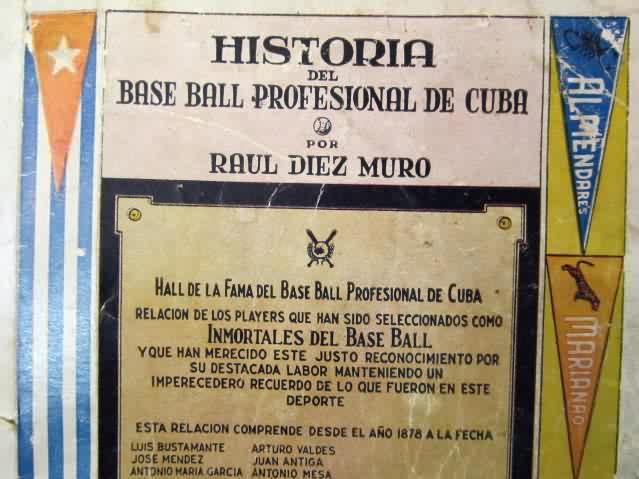 HISTORIA
DEL
BASE BALL PROFESIONAL DE CUBA
POR
RAUL DIEZ MURO
HALL DE LA FAMA DEL BASE BALL PROFESIONAL DE CUBA
RELACION DE LOS PLAYERS QUE HAN SIDO SELECCIONADOS COMO
INMORTALES DEL BASE BALL
Y QUE HAN MERECIDO ESTE JUSTO RECONOCIMIENTO POR
SU DESTACADA LABOR MANTENIENDO UN
IMPERECEDERO RECUERDO DE LO QUE FUERON EN ESTE
DEPORTE
ESTA RELACION COMPRENDE DESDE EL AÑO 1878 A LA FECHA
LUIS BUSTAMANTE ARTURO VALDES
JOSE MENDEZ JUAN ANTIGA
ANTONIO MARIA GARCIA ANTONIO MESA
ALMENDARES
MARIANAO